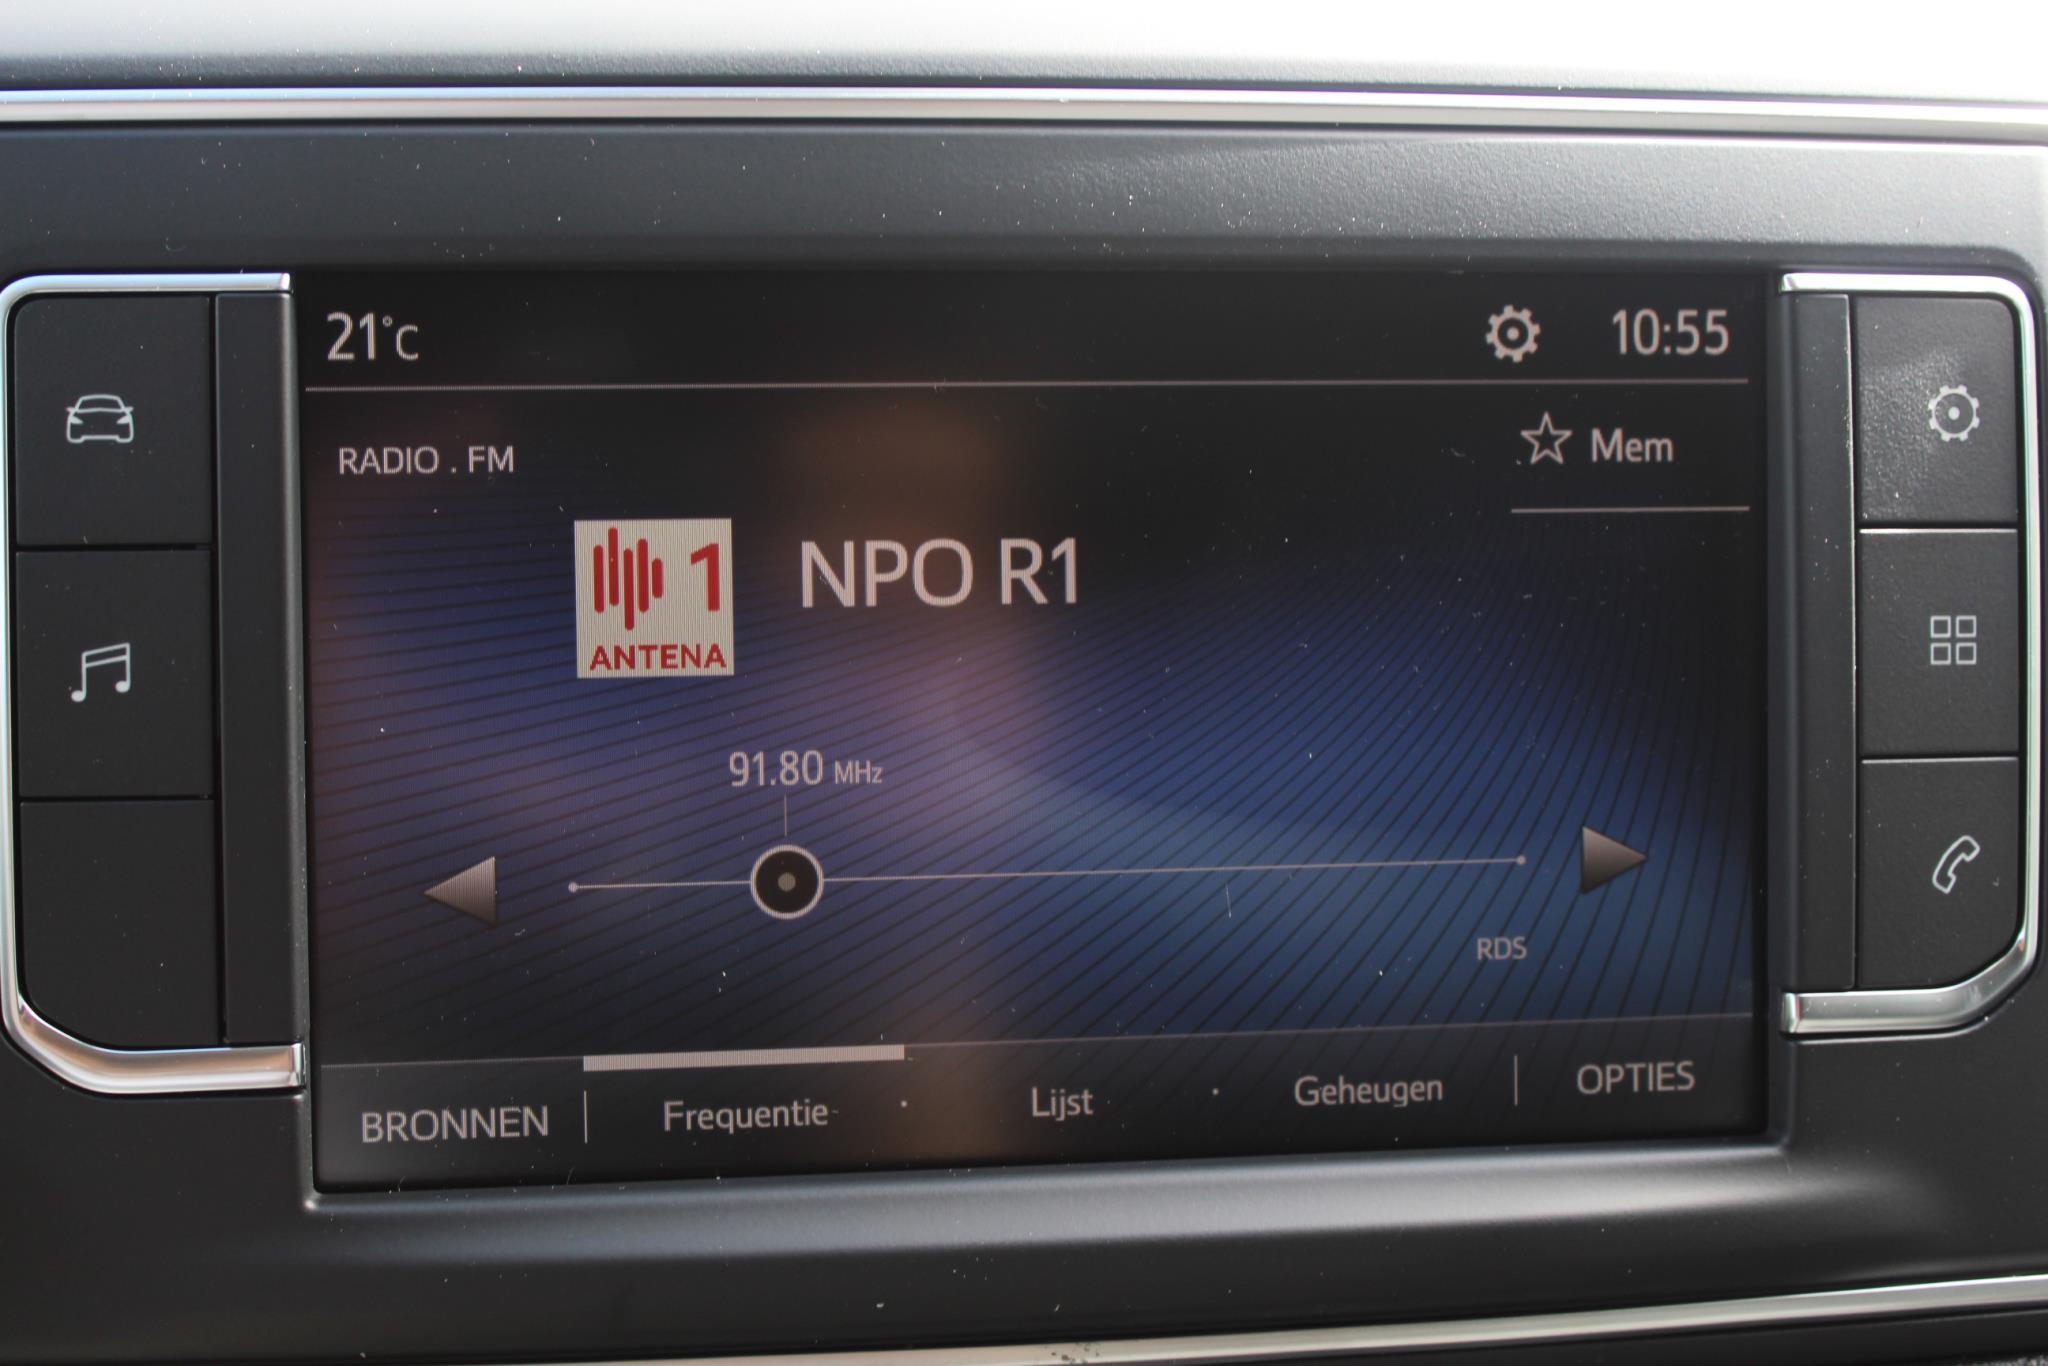 21°C 10:55
RADIO . FM
Mem
1
ANTENA
NPO R1
91.80 MHz
RDS
BRONNEN Frequentie Lijst Geheugen OPTIES